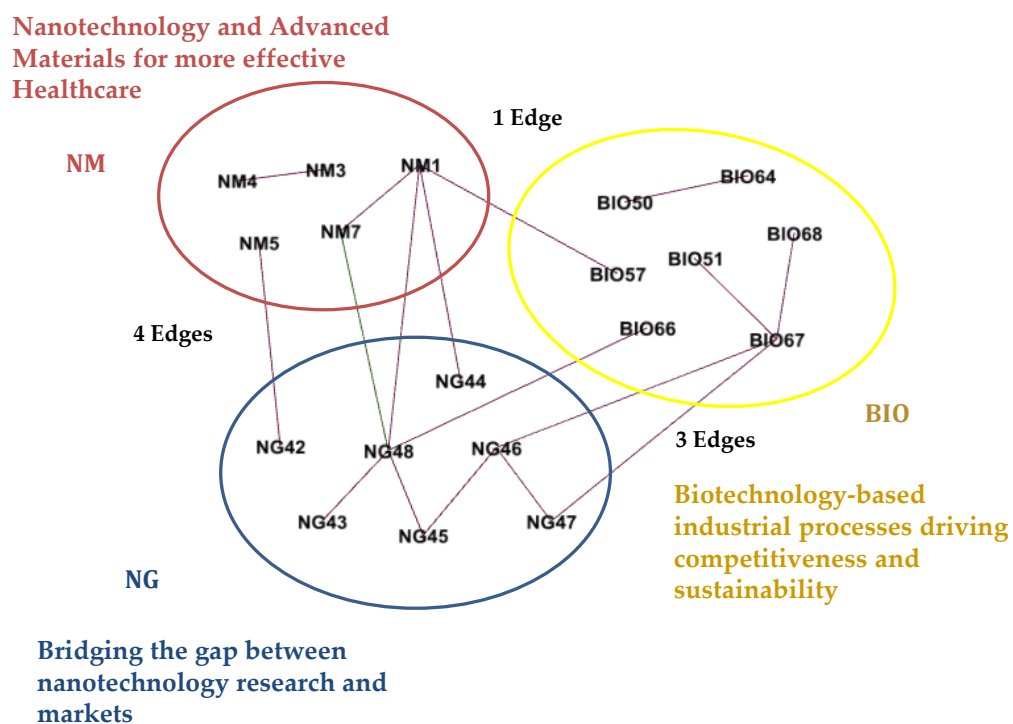 Nanotechnology and Advanced
Materials for more effective
Healthcare
1 Edge
NM
NM4
NM3
NM1
BIO64
BIO50
NM7
NM5
BIO68
BIO51
BIO57
4 Edges
BIO66
BIO67
NG44
BIO
3 Edges
NG42
NG48
NG46
NG43
NG45
NG47
Biotechnology-based
industrial processes driving
competitiveness and
sustainability
NG
Bridging the gap between
nanotechnology research and
markets